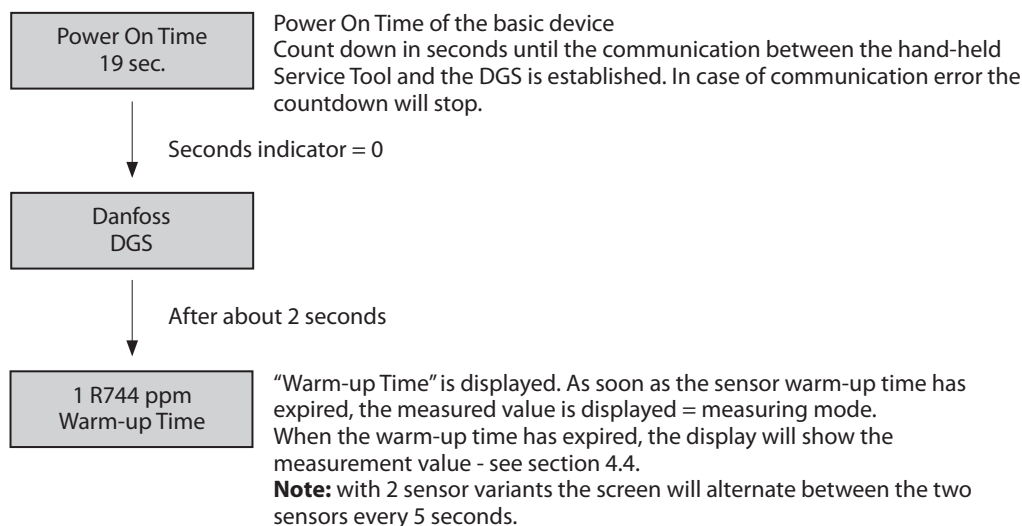 Power On Time
19 sec.
Power On Time of the basic device
Count down in seconds until the communication between the hand-held
Service Tool and the DGS is established. In case of communication error the
countdown will stop.
Seconds indicator = 0
Danfoss
DGS
After about 2 seconds
1 R744 ppm
Warm-up Time
“Warm-up Time” is displayed. As soon as the sensor warm-up time has
expired, the measured value is displayed = measuring mode.
When the warm-up time has expired, the display will show the
measurement value - see section 4.4.
Note: with 2 sensor variants the screen will alternate between the two
sensors every 5 seconds.